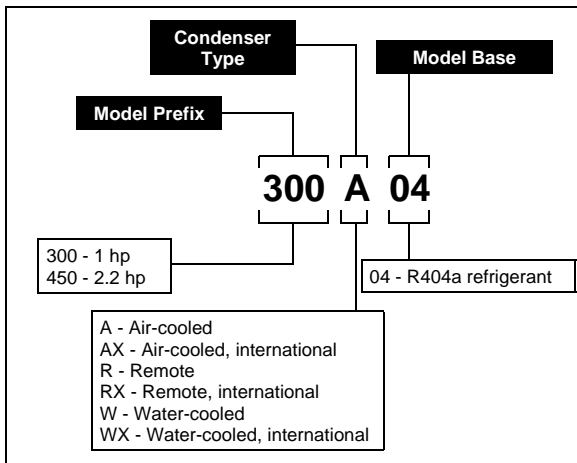 Condenser
Type
Model Base
Model Prefix
300 A 04
300 - 1 hp
450 - 2.2 hp
04 - R404a refrigerant
A - Air-cooled
AX - Air-cooled, international
R - Remote
RX - Remote, international
W - Water-cooled
WX - Water-cooled, international